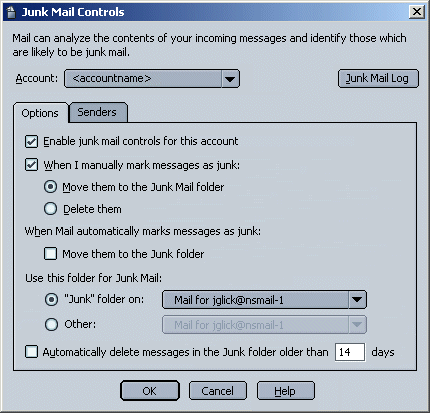 Junk Mail Controls
Mail can analyze the contents of your incoming messages and identify those which
are likely to be junk mail.
Account: <accountname> Junk Mail Log
Options Senders
Enable junk mail controls for this account
When I manually mark messages as junk:
Move them to the Junk Mail folder
Delete them
When Mail automatically marks messages as junk:
Move them to the Junk folder
Use this folder for Junk Mail:
"Junk" folder on: Mail for jglick@nsmail-1
Other: Mail for jglick@nsmail-1
Automatically delete messages in the Junk folder older than 14 days
OK Cancel Help